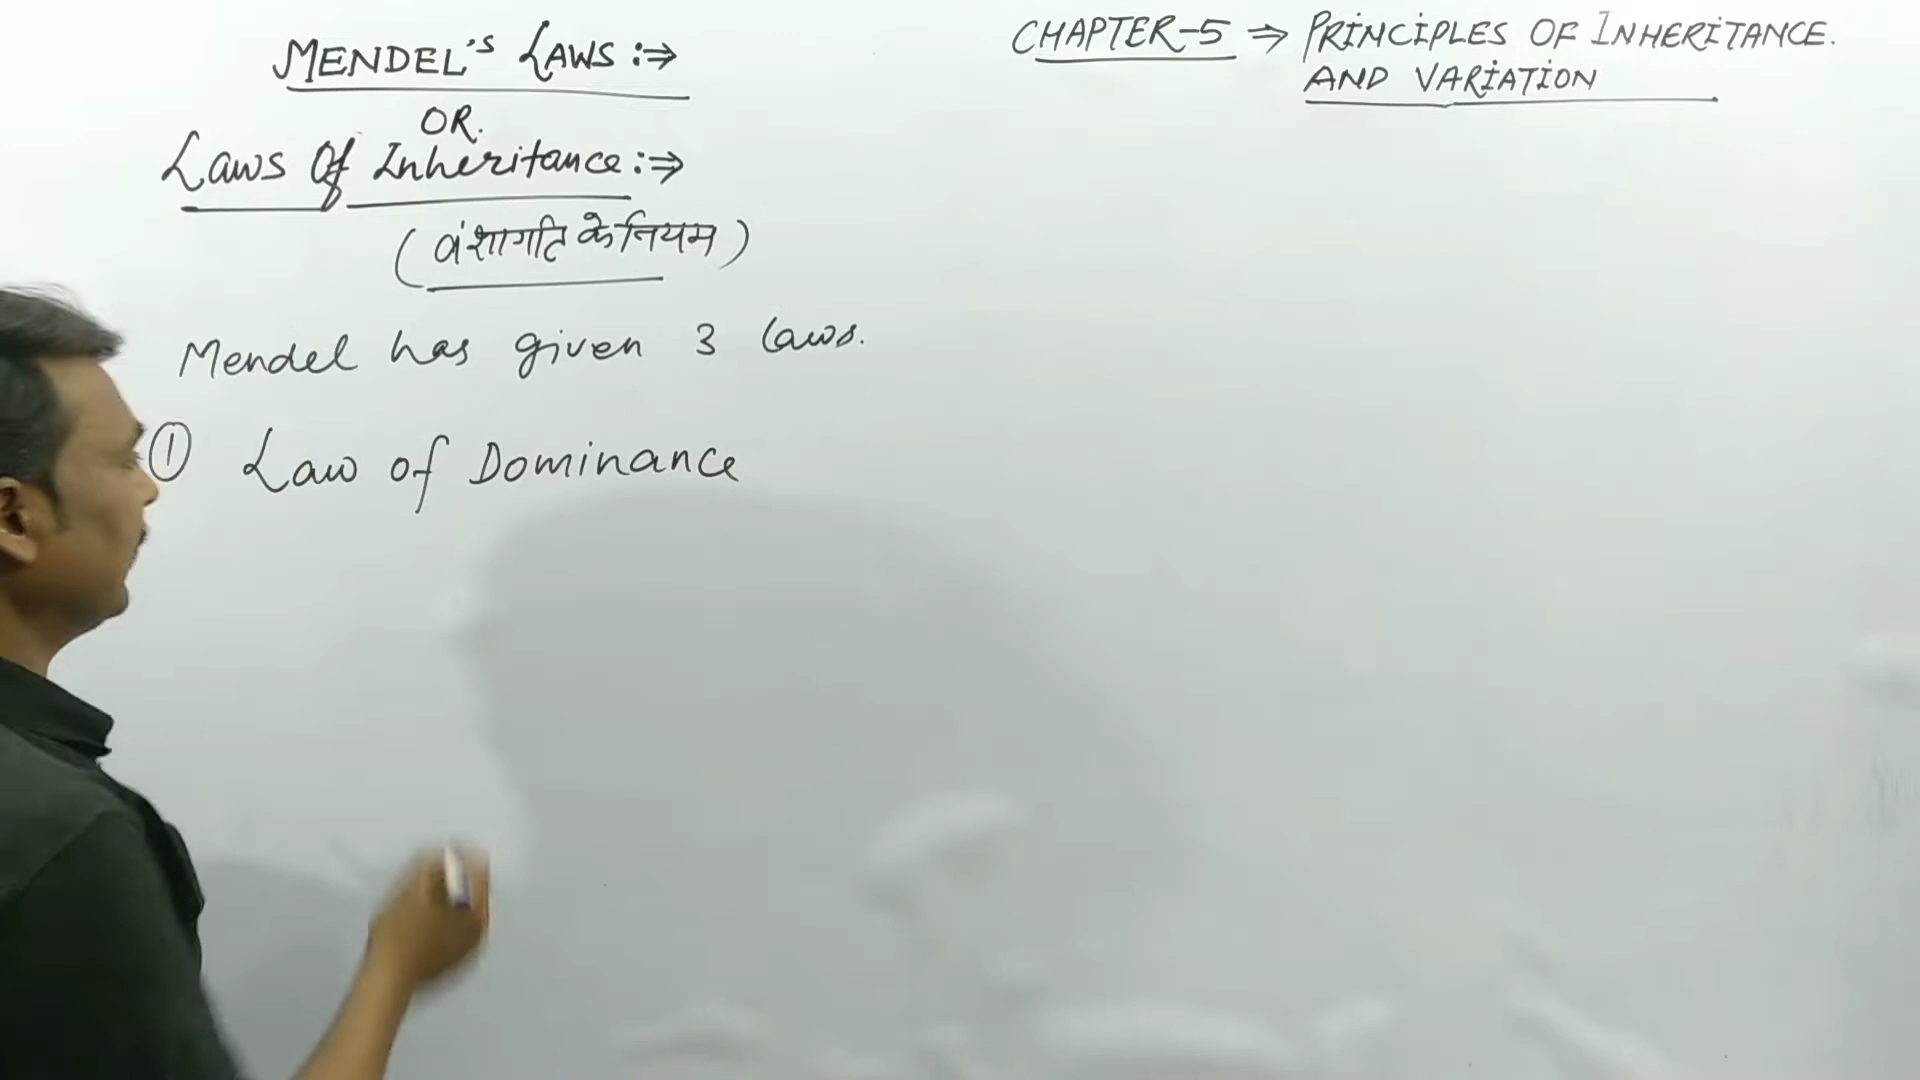 MENDEL'S LAWS :⇒
OR.
Laws Of Inheritance :⇒
(वंशागति के नियम)
Mendel has given 3 laws.
① Law of Dominance
CHAPTER-5 ⇒ PRINCIPLES OF INHERITANCE.
AND VARIATION